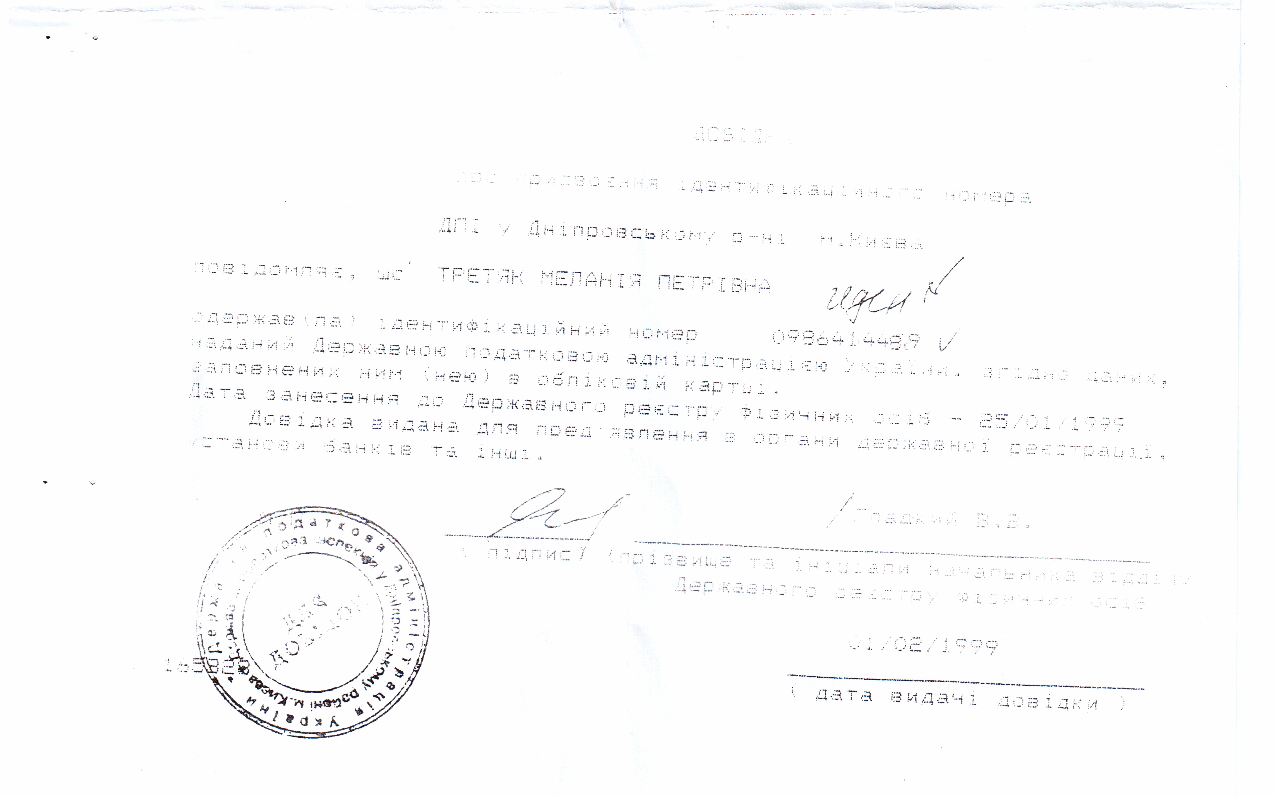 ДОВІДКА
про присвоєння ідентифікаційного номера
ДПІ у Дніпровському р-ні м.Києва
повідомляє, що ТРЕТЯК МЕЛАНІЯ ПЕТРІВНА
иден
одержав(ла) ідентифікаційний номер 0986414489 ✓
наданий Державною податковою адміністрацією України, згідно даних,
заповнених ним (нею) в обліковій картці.
Дата занесення до Державного реєстру фізичних осіб - 25/01/1999
Довідка видана для пред'явлення в органи державної реєстрації,
установи банків та інші.
/Гладкий В.В.
( підпис) (прізвище та ініціали начальника відділу
Державного реєстру фізичних осіб
01/02/1999
( дата видачі довідки )
Державна податкова адміністрація України
податкова інспекція у Дніпровському районі м.Києва
ДЛЯ
ДОВІДОК